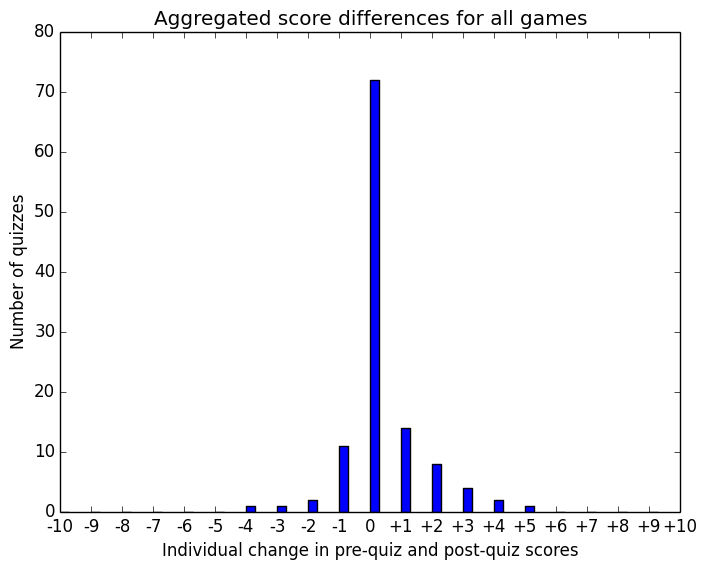 Aggregated score differences for all games
80
70
60
50
40
30
20
10
0
Number of quizzes
-10 -9 -8 -7 -6 -5 -4 -3 -2 -1 0 +1 +2 +3 +4 +5 +6 +7 +8 +9 +10
Individual change in pre-quiz and post-quiz scores